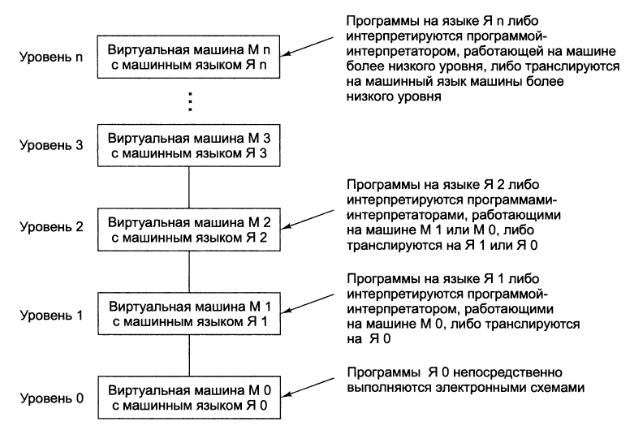 Уровень n
Виртуальная машина М n
с машинным языком Я n
Программы на языке Я n либо
интерпретируются программой-
интерпретатором, работающей на машине
более низкого уровня, либо транслируются
на машинный язык машины более
низкого уровня
Уровень 3
Виртуальная машина М 3
с машинным языком Я 3
Уровень 2
Виртуальная машина М 2
с машинным языком Я 2
Программы на языке Я 2 либо
интерпретируются программами-
интерпретаторами, работающими
на машине М 1 или М 0, либо
транслируются на Я 1 или Я 0
Уровень 1
Виртуальная машина М 1
с машинным языком Я 1
Программы на языке Я 1 либо
интерпретируются программой-
интерпретатором, работающими
на машине М 0, либо транслируются
на Я 0
Уровень 0
Виртуальная машина М 0
с машинным языком Я 0
Программы Я 0 непосредственно
выполняются электронными схемами